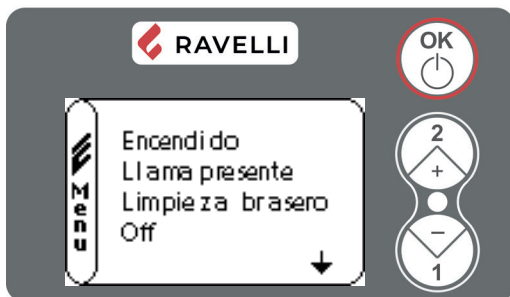 RAVELLI
OK
Menu
Encendido
Llama presente
Limpieza brasero
Off
2
+
−
1